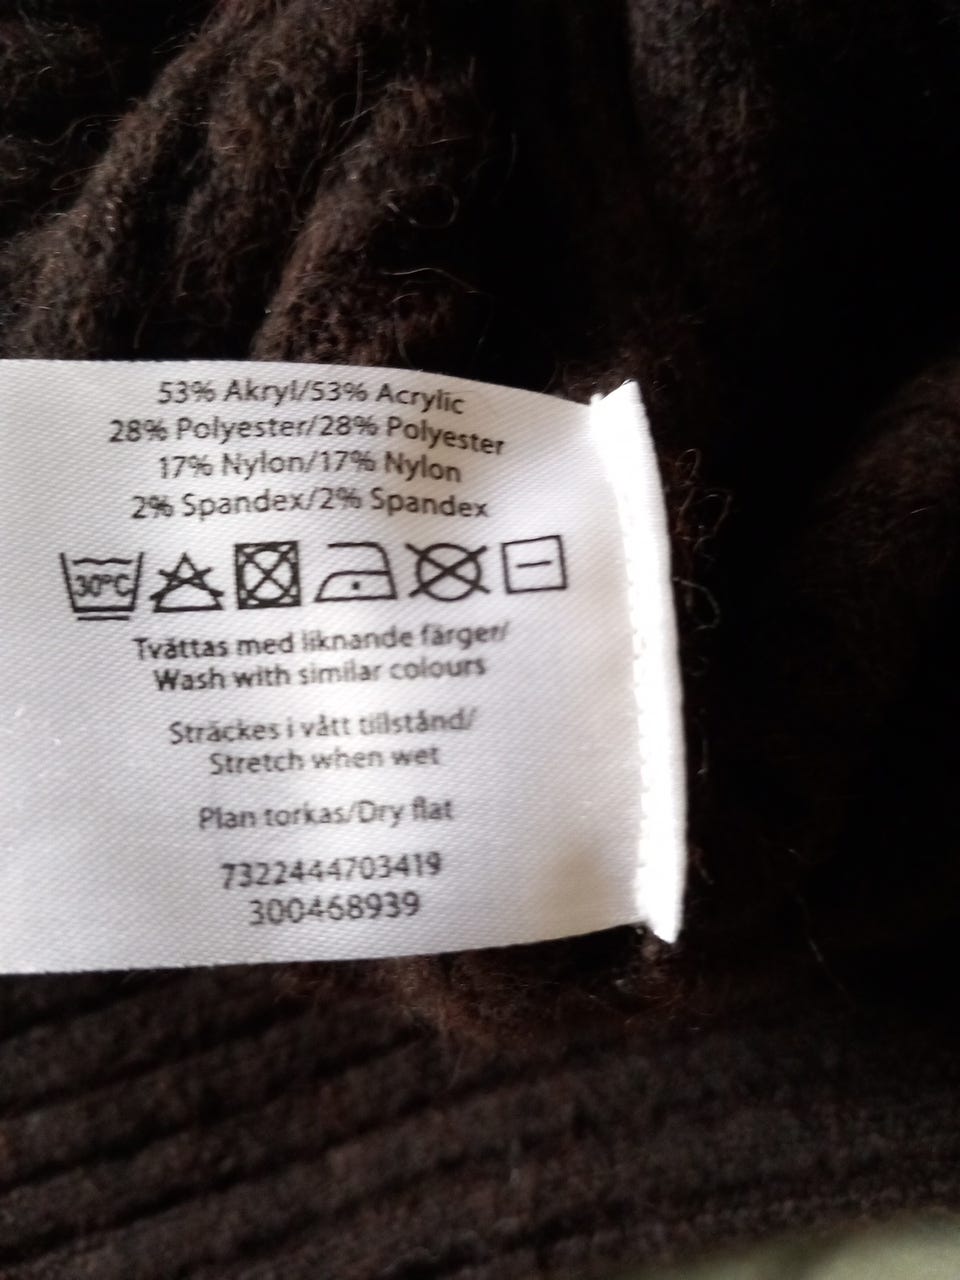 53% Akryl/53% Acrylic
28% Polyester/28% Polyester
17% Nylon/17% Nylon
2% Spandex/2% Spandex
30°C
Tvättas med liknande färger/
Wash with similar colours
Sträckes i vått tillstånd/
Stretch when wet
Plan torkas/Dry flat
7322444703419
300468939